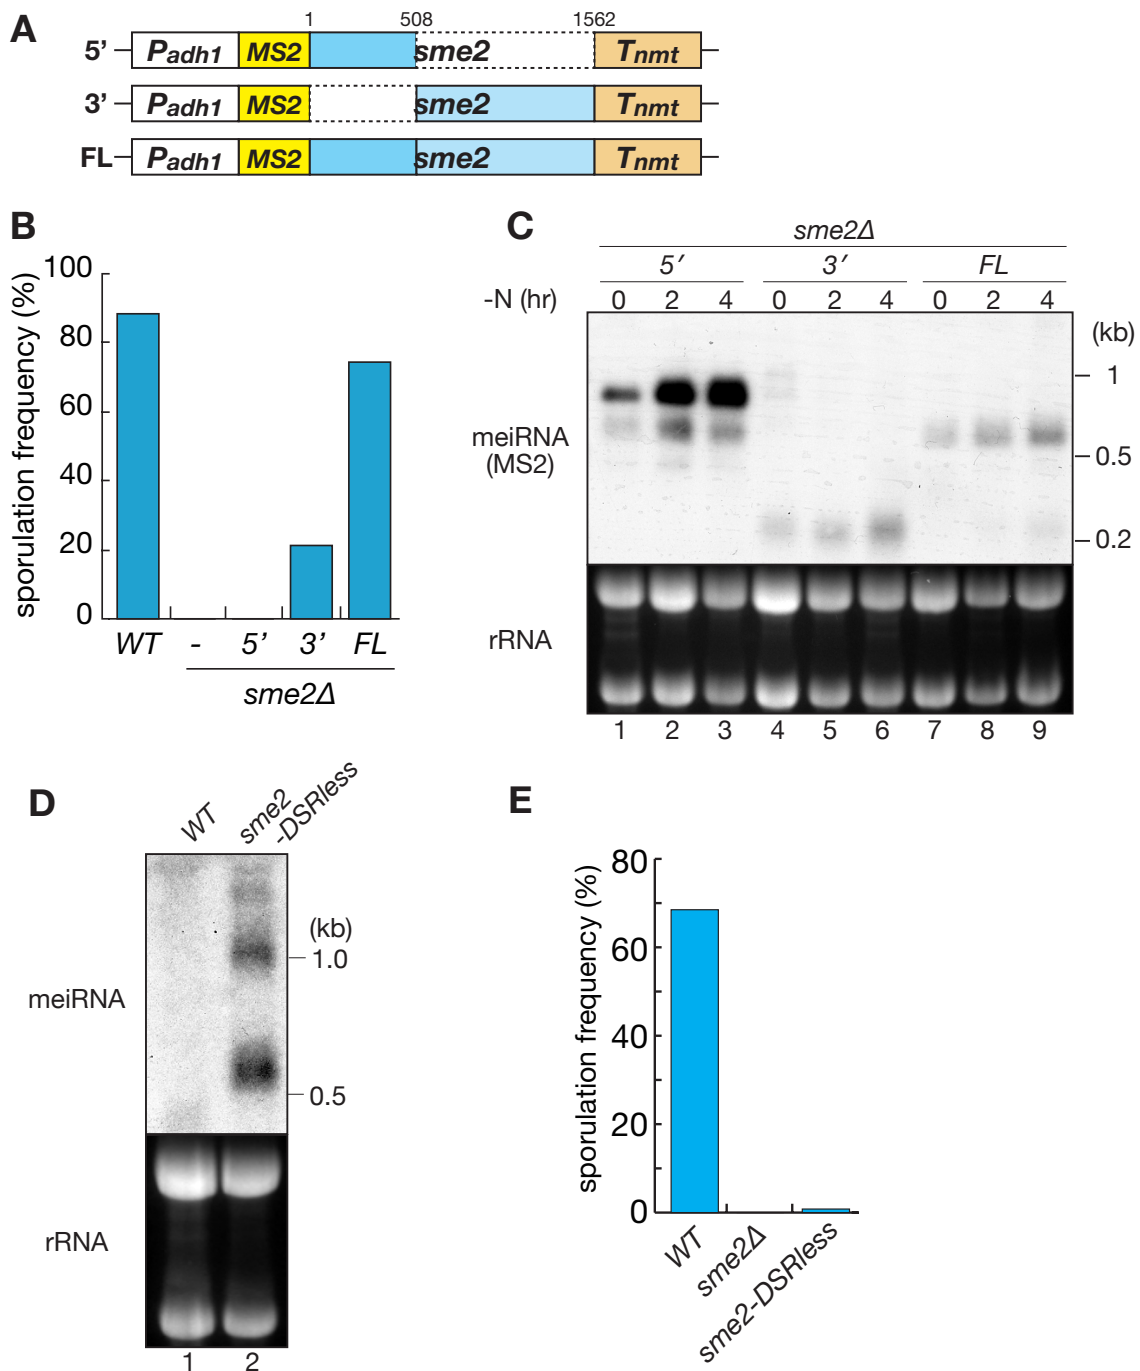 A
1 508 1562
5’ Padh1 MS2 sme2 Tnmt
3’ Padh1 MS2 sme2 Tnmt
FL Padh1 MS2 sme2 Tnmt
B
sporulation frequency (%)
100
80
60
40
20
0
WT - 5’ 3’ FL
sme2Δ
C
sme2Δ
5′ 3′ FL
-N (hr) 0 2 4 0 2 4 0 2 4
(kb)
1
meiRNA
(MS2)
0.5
0.2
rRNA
1 2 3 4 5 6 7 8 9
D
WT sme2
-DSRless
(kb)
1.0
meiRNA
0.5
rRNA
1 2
E
sporulation frequency (%)
80
60
40
20
0
WT sme2Δ sme2-DSRless